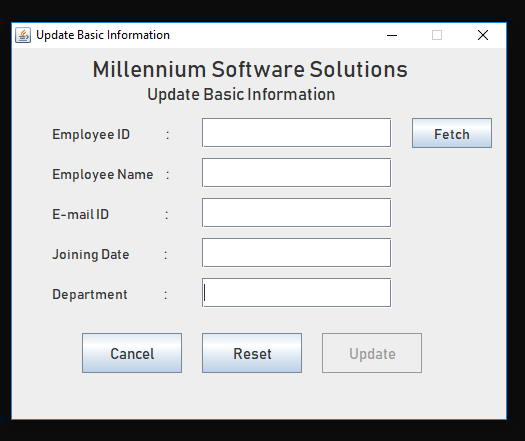 Update Basic Information
Millennium Software Solutions
Update Basic Information
Employee ID : Fetch
Employee Name :
E-mail ID :
Joining Date :
Department :
Cancel Reset Update